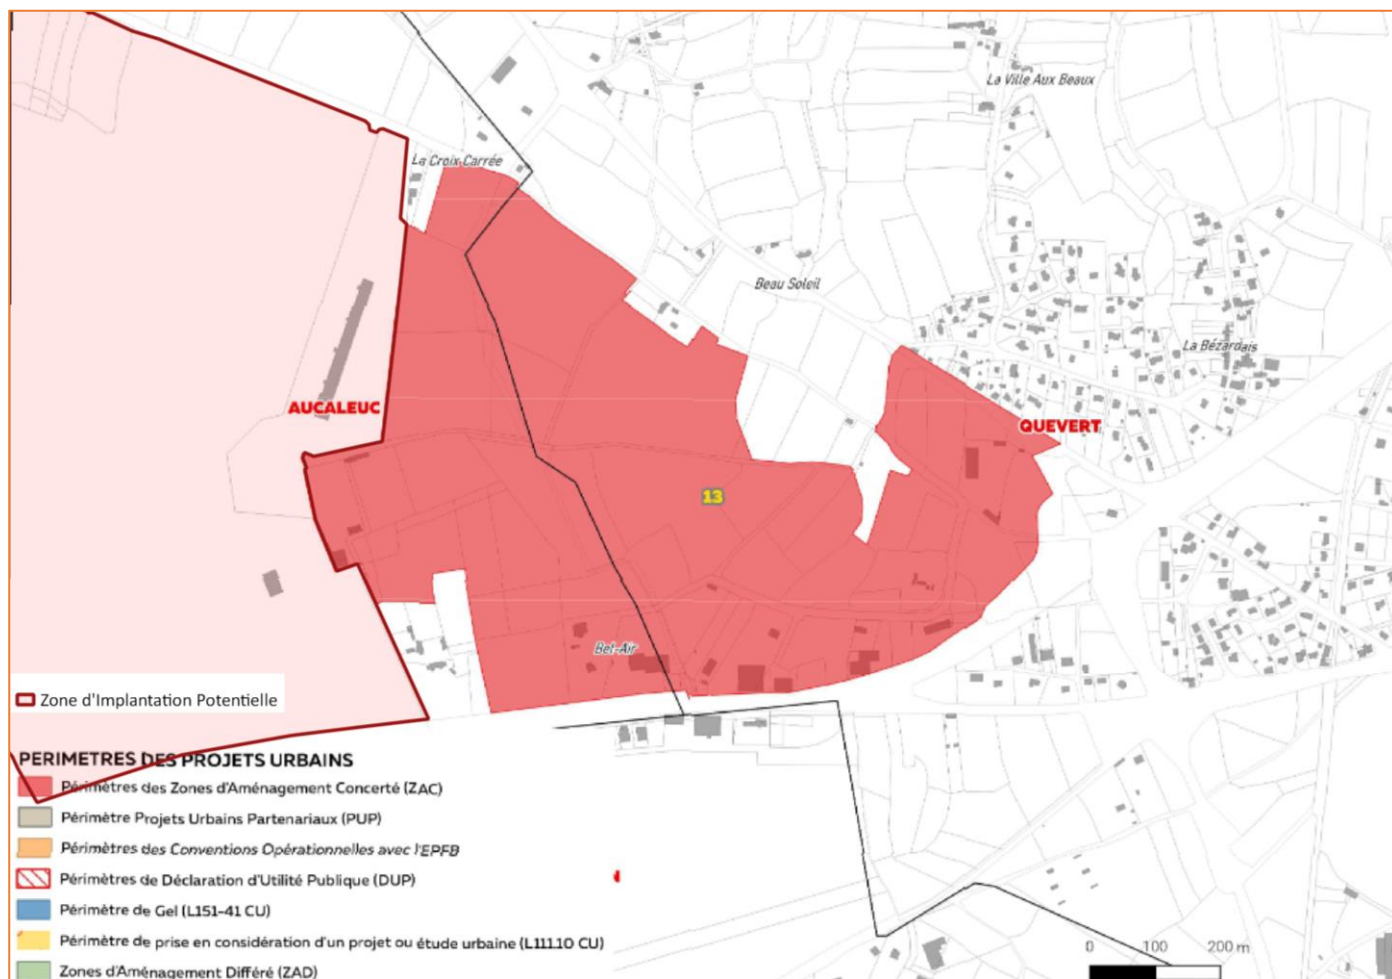 La Ville Aux Beaux
La Croix Carrée
Beau Soleil
La Bézardais
AUCALEUC
QUEVERT
13
Bel-Air
Zone d'Implantation Potentielle
PERIMETRES DES PROJETS URBAINS
Périmètres des Zones d'Aménagement Concerté (ZAC)
Périmètre Projets Urbains Partenariaux (PUP)
Périmètres des Conventions Opérationnelles avec l'EPFB
Périmètres de Déclaration d'Utilité Publique (DUP)
Périmètre de Gel (L151-41 CU)
Périmètre de prise en considération d'un projet ou étude urbaine (L111.10 CU)
Zones d'Aménagement Différé (ZAD)
0 100 200 m